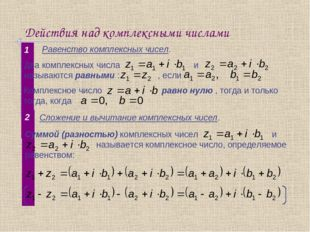 Действия над комплексными числами
1 Равенство комплексных чисел.
ва комплексных числа z₁ = a₁ + i · b₁ и z₂ = a₂ + i · b₂
называются равными : z₁ = z₂ , если a₁ = a₂, b₁ = b₂
Комплексное число z = a + i · b равно нулю , тогда и только
тогда, когда a = 0, b = 0
2 Сложение и вычитание комплексных чисел.
уммой (разностью) комплексных чисел z₁ = a₁ + i · b₁ и
z₂ = a₂ + i · b₂ называется комплексное число, определяемое
равенством:
z₁ + z₂ = (a₁ + i · b₁) + (a₂ + i · b₂) = (a₁ + a₂) + i · (b₁ + b₂)
z₁ − z₂ = (a₁ + i · b₁) − (a₂ + i · b₂) = (a₁ − a₂) + i · (b₁ − b₂)